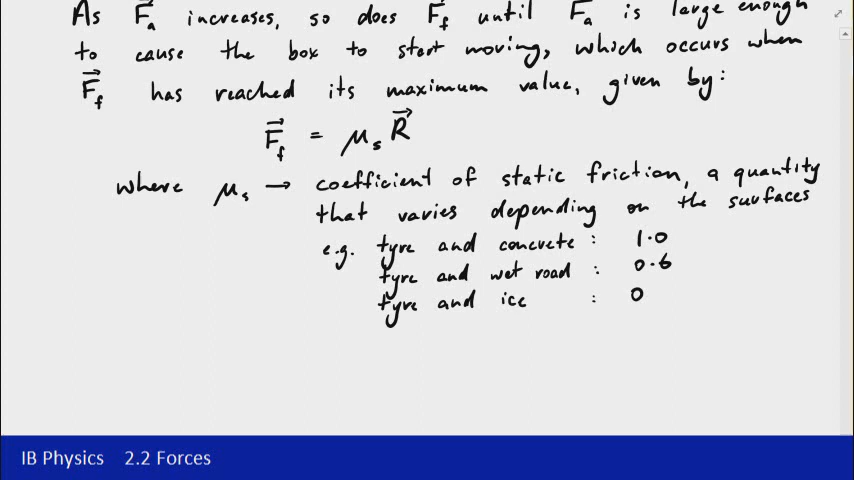 As F⃗a increases, so does F⃗f until F⃗a is large enough
to cause the box to start moving, which occurs when
F⃗f has reached its maximum value, given by:
F⃗f = μs R⃗
where μs → coefficient of static friction, a quantity
that varies depending on the surfaces
e.g. tyre and concrete : 1.0
tyre and wet road : 0.6
tyre and ice : 0
IB Physics 2.2 Forces